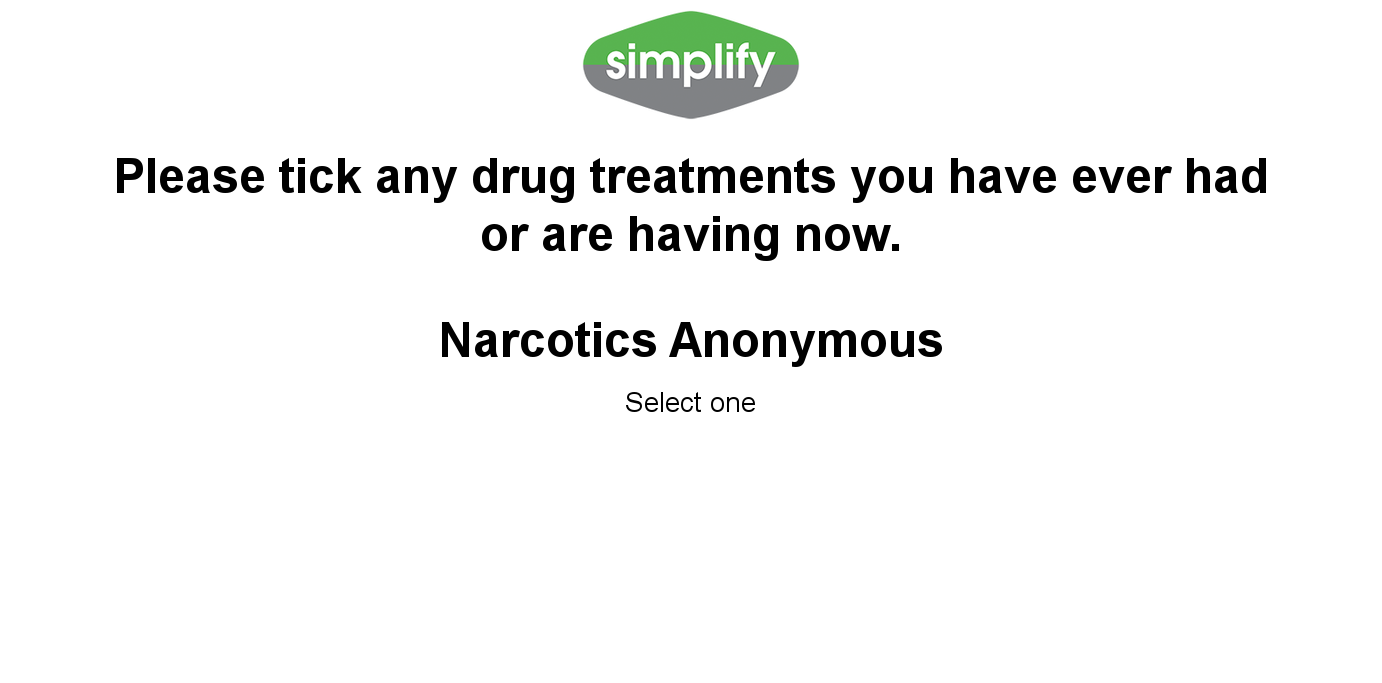 simplify
Please tick any drug treatments you have ever had
or are having now.
Narcotics Anonymous
Select one